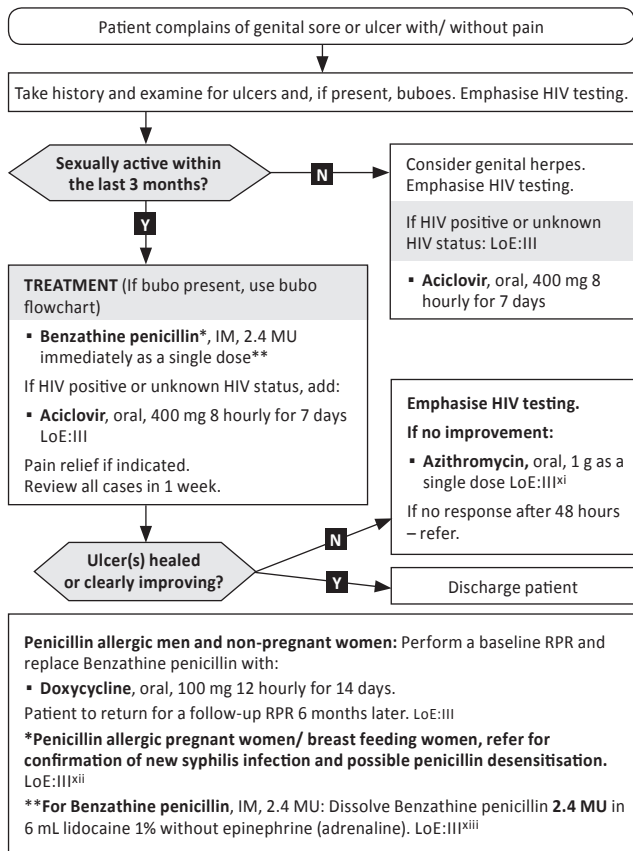 Patient complains of genital sore or ulcer with/ without pain
Take history and examine for ulcers and, if present, buboes. Emphasise HIV testing.
Sexually active within
the last 3 months?
N
Consider genital herpes.
Emphasise HIV testing.
If HIV positive or unknown
HIV status: LoE:III
▪ Aciclovir, oral, 400 mg 8
hourly for 7 days
Y
TREATMENT (If bubo present, use bubo
flowchart)
▪ Benzathine penicillin*, IM, 2.4 MU
immediately as a single dose**
If HIV positive or unknown HIV status, add:
▪ Aciclovir, oral, 400 mg 8 hourly for 7 days
LoE:III
Pain relief if indicated.
Review all cases in 1 week.
Ulcer(s) healed
or clearly improving?
N
Emphasise HIV testing.
If no improvement:
▪ Azithromycin, oral, 1 g as a
single dose LoE:IIIxi
If no response after 48 hours
– refer.
Y
Discharge patient
Penicillin allergic men and non-pregnant women: Perform a baseline RPR and
replace Benzathine penicillin with:
▪ Doxycycline, oral, 100 mg 12 hourly for 14 days.
Patient to return for a follow-up RPR 6 months later. LoE:III
*Penicillin allergic pregnant women/ breast feeding women, refer for
confirmation of new syphilis infection and possible penicillin desensitisation.
LoE:IIIxii
**For Benzathine penicillin, IM, 2.4 MU: Dissolve Benzathine penicillin 2.4 MU in
6 mL lidocaine 1% without epinephrine (adrenaline). LoE:IIIxiii